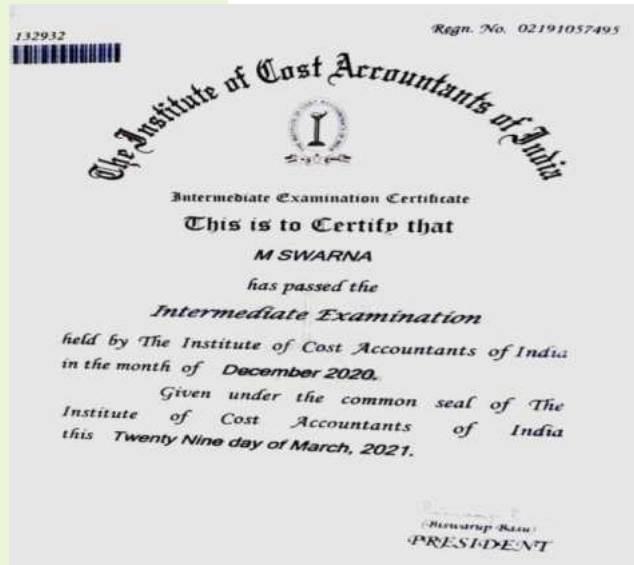 132932
Regn. No. 02191057495
The Institute of Cost Accountants of India
Intermediate Examination Certificate
This is to Certify that
M SWARNA
has passed the
Intermediate Examination
held by The Institute of Cost Accountants of India
in the month of December 2020.
Given under the common seal of The
Institute of Cost Accountants of India
this Twenty Nine day of March, 2021.
(Biswarup Basu)
PRESIDENT